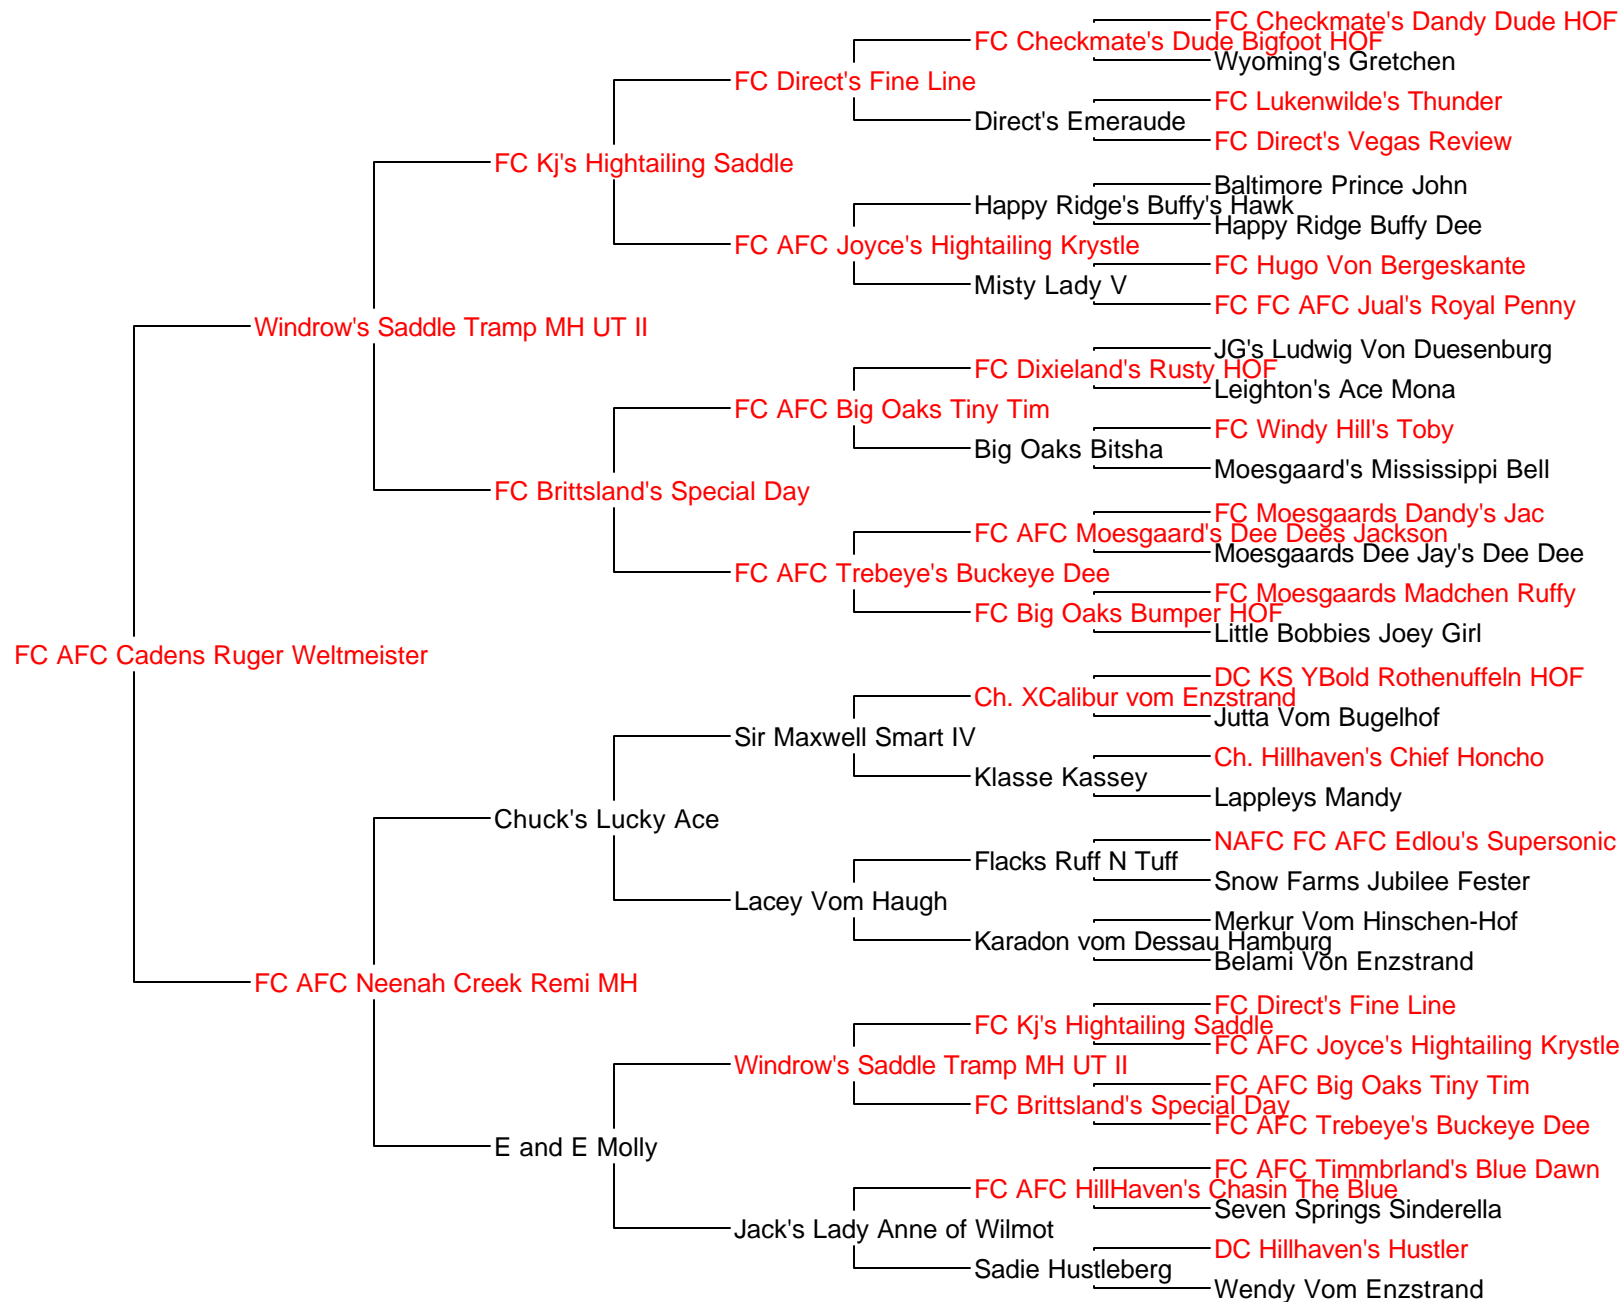 FC Checkmate's Dandy Dude HOF
FC Checkmate's Dude Bigfoot HOF
Wyoming's Gretchen
FC Direct's Fine Line
FC Lukenwilde's Thunder
Direct's Emeraude
FC Direct's Vegas Review
FC Kj's Hightailing Saddle
Baltimore Prince John
Happy Ridge's Buffy's Hawk
Happy Ridge Buffy Dee
FC AFC Joyce's Hightailing Krystle
FC Hugo Von Bergeskante
Misty Lady V
FC FC AFC Jual's Royal Penny
Windrow's Saddle Tramp MH UT II
JG's Ludwig Von Duesenburg
FC Dixieland's Rusty HOF
Leighton's Ace Mona
FC AFC Big Oaks Tiny Tim
FC Windy Hill's Toby
Big Oaks Bitsha
Moesgaard's Mississippi Bell
FC Brittsland's Special Day
FC Moesgaards Dandy's Jac
FC AFC Moesgaard's Dee Dees Jackson
Moesgaards Dee Jay's Dee Dee
FC AFC Trebeye's Buckeye Dee
FC Moesgaards Madchen Ruffy
FC Big Oaks Bumper HOF
Little Bobbies Joey Girl
FC AFC Cadens Ruger Weltmeister
DC KS YBold Rothenuffeln HOF
Ch. XCalibur vom Enzstrand
Jutta Vom Bugelhof
Sir Maxwell Smart IV
Ch. Hillhaven's Chief Honcho
Klasse Kassey
Lappleys Mandy
Chuck's Lucky Ace
NAFC FC AFC Edlou's Supersonic
Flacks Ruff N Tuff
Snow Farms Jubilee Fester
Lacey Vom Haugh
Merkur Vom Hinschen-Hof
Karadon vom Dessau Hamburg
Belami Von Enzstrand
FC AFC Neenah Creek Remi MH
FC Direct's Fine Line
FC Kj's Hightailing Saddle
FC AFC Joyce's Hightailing Krystle
Windrow's Saddle Tramp MH UT II
FC AFC Big Oaks Tiny Tim
FC Brittsland's Special Day
FC AFC Trebeye's Buckeye Dee
E and E Molly
FC AFC Timmbrland's Blue Dawn
FC AFC HillHaven's Chasin The Blue
Seven Springs Sinderella
Jack's Lady Anne of Wilmot
DC Hillhaven's Hustler
Sadie Hustleberg
Wendy Vom Enzstrand